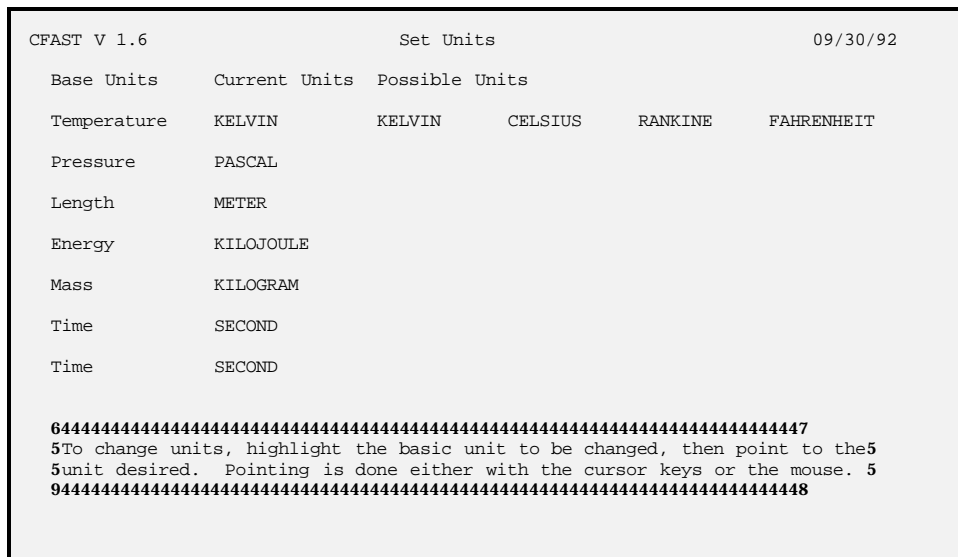 CFAST V 1.6 Set Units 09/30/92
Base Units Current Units Possible Units
Temperature KELVIN KELVIN CELSIUS RANKINE FAHRENHEIT
Pressure PASCAL
Length METER
Energy KILOJOULE
Mass KILOGRAM
Time SECOND
Time SECOND
64444444444444444444444444444444444444444444444444444444444444444444444447
5To change units, highlight the basic unit to be changed, then point to the5
5unit desired. Pointing is done either with the cursor keys or the mouse. 5
94444444444444444444444444444444444444444444444444444444444444444444444448